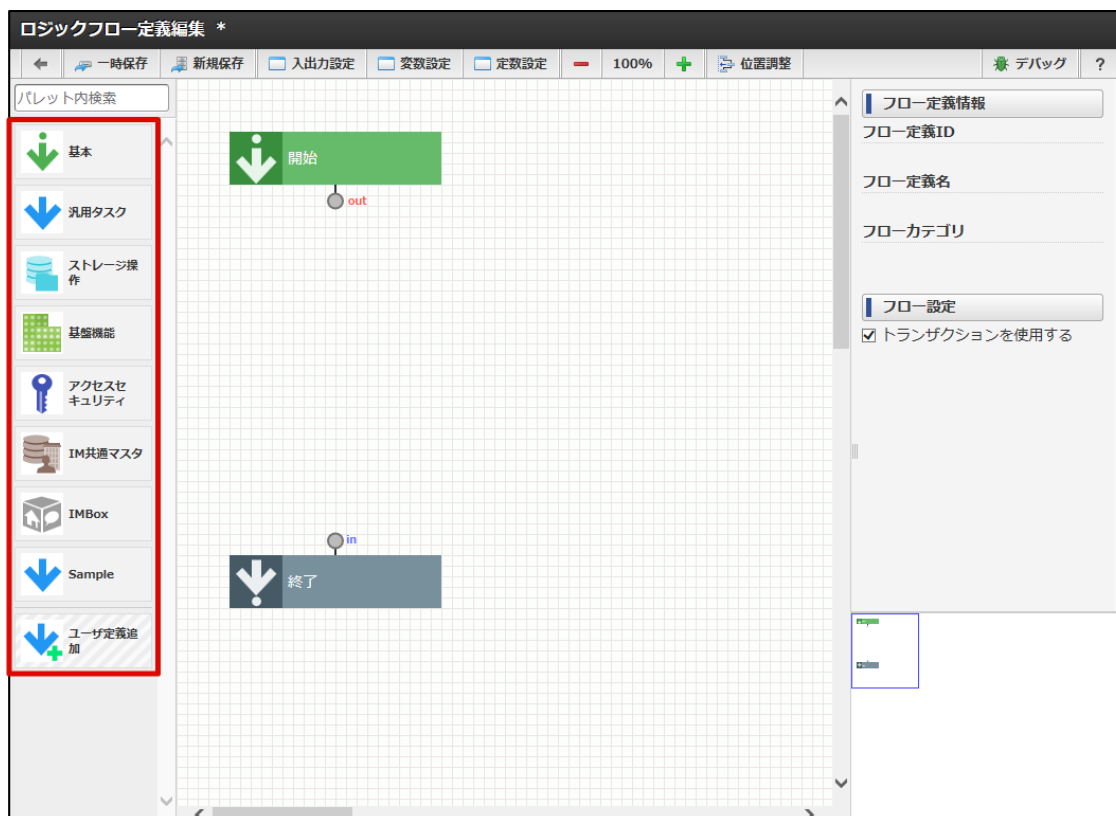 ロジックフロー定義編集 *
一時保存 新規保存 入出力設定 変数設定 定数設定 100% 位置調整 デバッグ ?
パレット内検索
基本
汎用タスク
ストレージ操
作
基盤機能
アクセスセ
キュリティ
IM共通マスタ
IMBox
Sample
ユーザ定義追
加
開始
out
in
終了
フロー定義情報
フロー定義ID
フロー定義名
フローカテゴリ
フロー設定
トランザクションを使用する